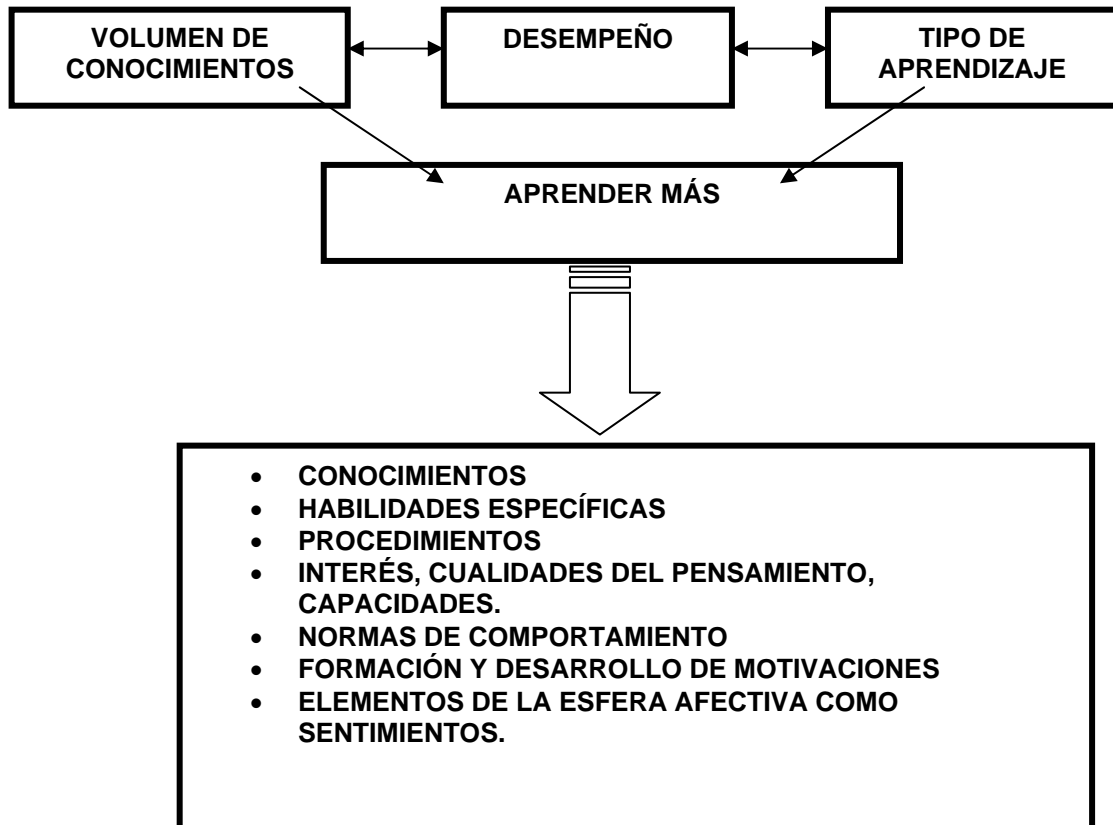 VOLUMEN DE
CONOCIMIENTOS
DESEMPEÑO
TIPO DE
APRENDIZAJE
APRENDER MÁS
• CONOCIMIENTOS
• HABILIDADES ESPECÍFICAS
• PROCEDIMIENTOS
• INTERÉS, CUALIDADES DEL PENSAMIENTO,
CAPACIDADES.
• NORMAS DE COMPORTAMIENTO
• FORMACIÓN Y DESARROLLO DE MOTIVACIONES
• ELEMENTOS DE LA ESFERA AFECTIVA COMO
SENTIMIENTOS.